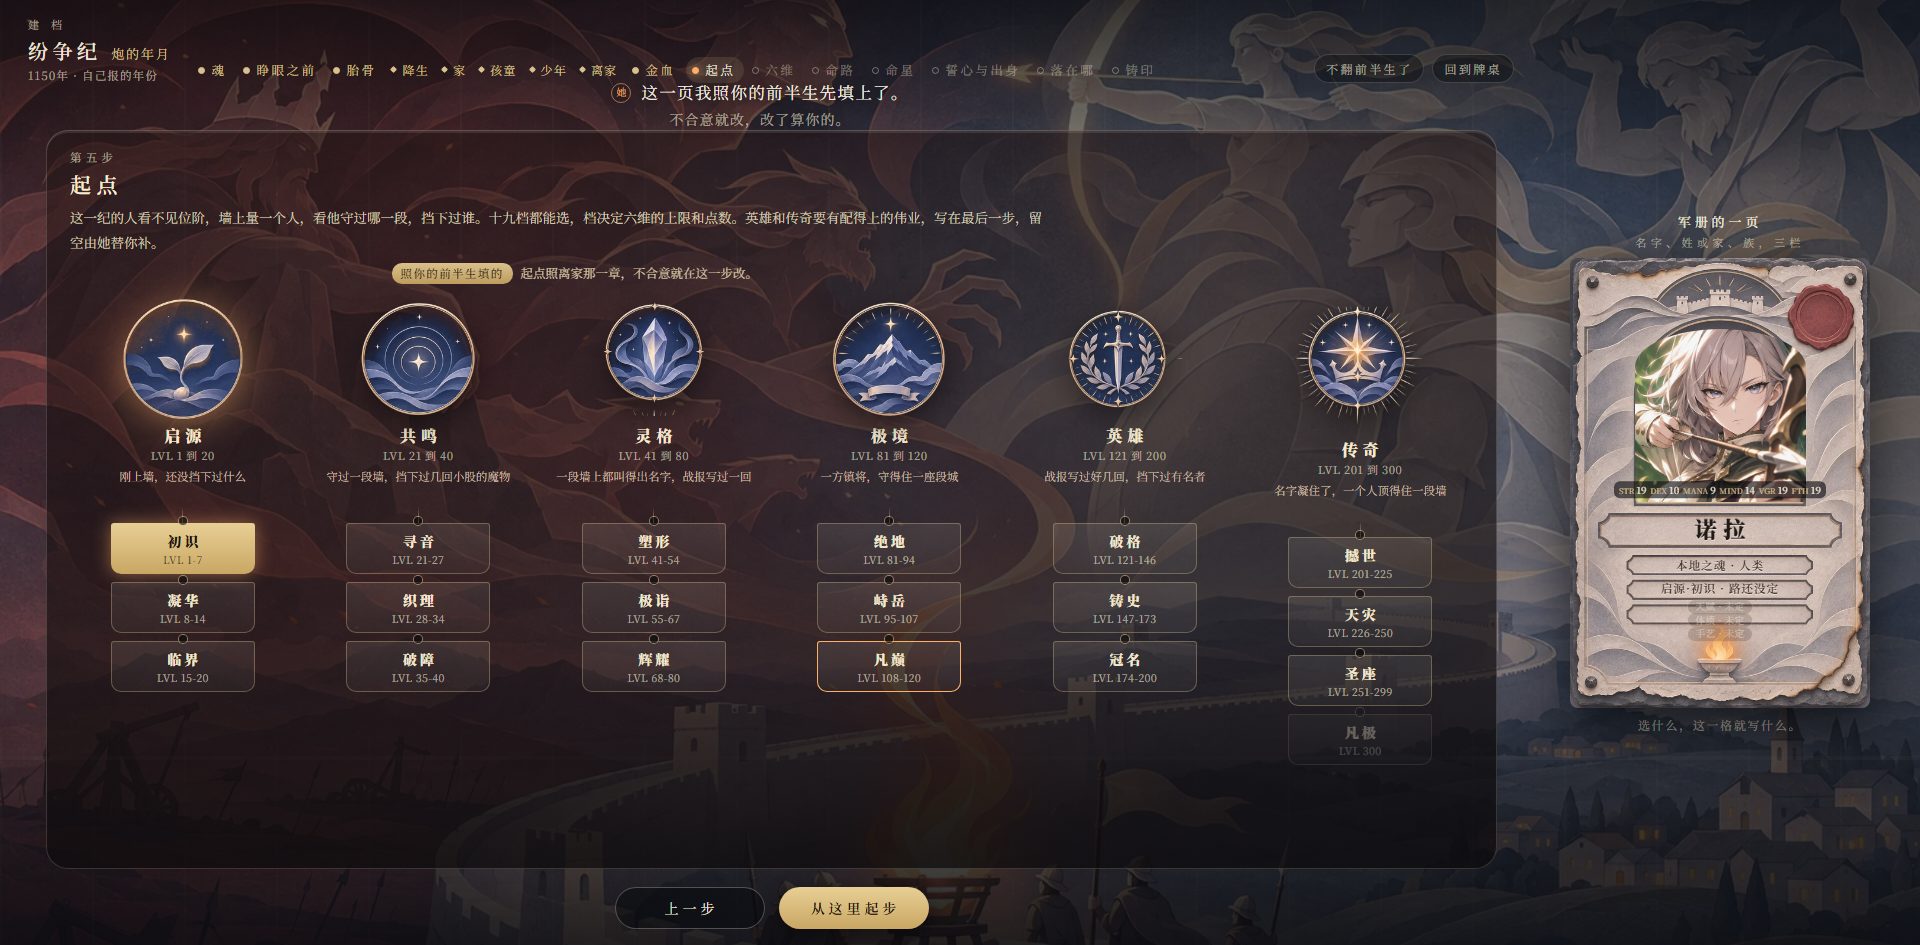 建 档
纷争纪 炮的年月
1150年 · 自己报的年份
魂 睁眼之前 胎骨 降生 家 孩童 少年 离家 金血 起点 六维 命路 命星 誓心与出身 落在哪 铸印
不翻前半生了 回到牌桌
她 这一页我照你的前半生先填上了。
不合意就改，改了算你的。
第五步
起点
这一纪的人看不见位阶，墙上量一个人，看他守过哪一段，挡下过谁。十九档都能选，档决定六维的上限和点数。英雄和传奇要有配得上的伟业，写在最后一步，留
空由她替你补。
照你的前半生填的 起点照离家那一章，不合意就在这一步改。
启源
LVL 1 到 20
刚上墙，还没挡下过什么
初识
LVL 1-7
凝华
LVL 8-14
临界
LVL 15-20
共鸣
LVL 21 到 40
守过一段墙，挡下过几回小股的魔物
寻音
LVL 21-27
织理
LVL 28-34
破障
LVL 35-40
灵格
LVL 41 到 80
一段墙上都叫得出名字，战报写过一回
塑形
LVL 41-54
极诣
LVL 55-67
辉耀
LVL 68-80
极境
LVL 81 到 120
一方镇将，守得住一座段城
绝地
LVL 81-94
峙岳
LVL 95-107
凡巅
LVL 108-120
英雄
LVL 121 到 200
战报写过好几回，挡下过有名者
破格
LVL 121-146
铸史
LVL 147-173
冠名
LVL 174-200
传奇
LVL 201 到 300
名字凝住了，一个人顶得住一段墙
撼世
LVL 201-225
天灾
LVL 226-250
圣座
LVL 251-299
凡极
LVL 300
上一步 从这里起步
军册的一页
名字、姓或家、族，三栏
STR 19 DEX 10 MANA 9 MIND 14 VGR 19 FTH 19
诺拉
本地之魂 · 人类
启源·初识 · 路还没定
手艺 · 未定
选什么，这一格就写什么。